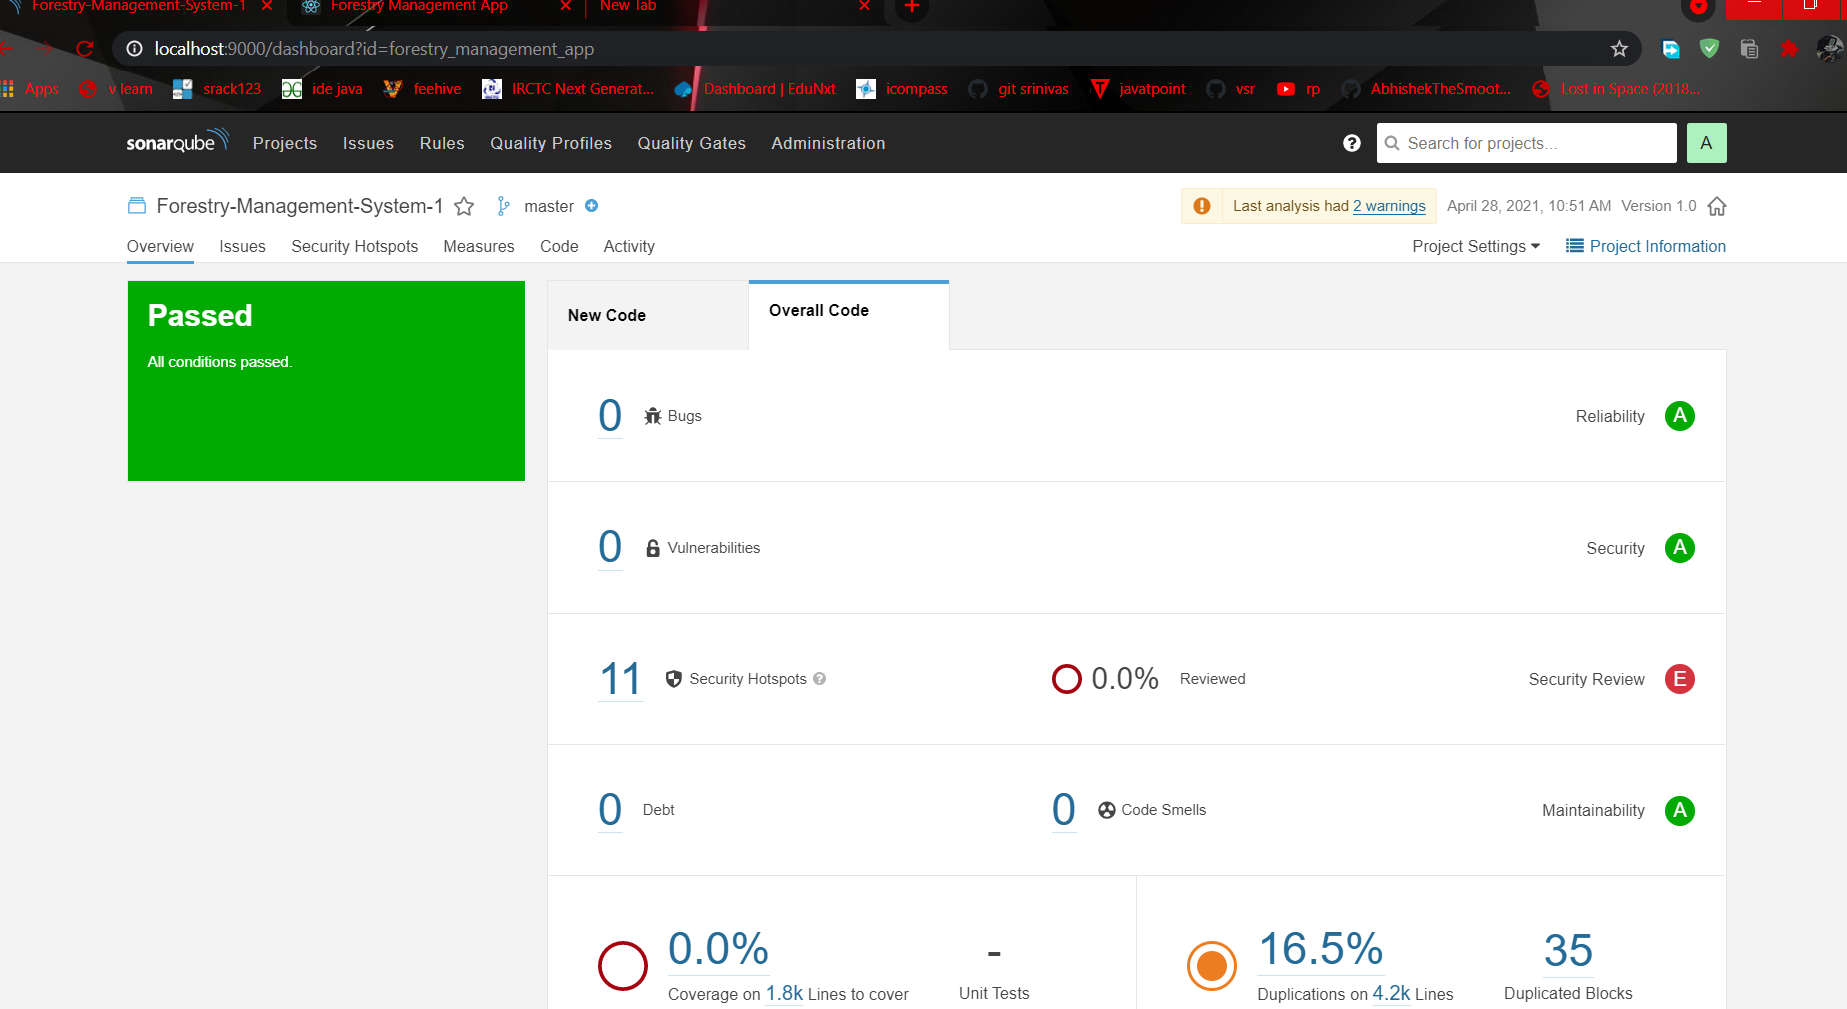 Forestry-Management-System-1 Forestry Management App New Tab
localhost:9000/dashboard?id=forestry_management_app
Apps v learn srack123 ide java feehive IRCTC Next Generat... Dashboard | EduNxt icompass git srinivas javatpoint vsr rp AbhishekTheSmoot... Lost in Space (2018...
sonarqube Projects Issues Rules Quality Profiles Quality Gates Administration Search for projects... A
Forestry-Management-System-1 master Last analysis had 2 warnings April 28, 2021, 10:51 AM Version 1.0
Overview Issues Security Hotspots Measures Code Activity Project Settings Project Information
Passed
All conditions passed.
New Code Overall Code
0 Bugs Reliability A
0 Vulnerabilities Security A
11 Security Hotspots 0.0% Reviewed Security Review E
0 Debt 0 Code Smells Maintainability A
0.0% - 16.5% 35
Coverage on 1.8k Lines to cover Unit Tests Duplications on 4.2k Lines Duplicated Blocks